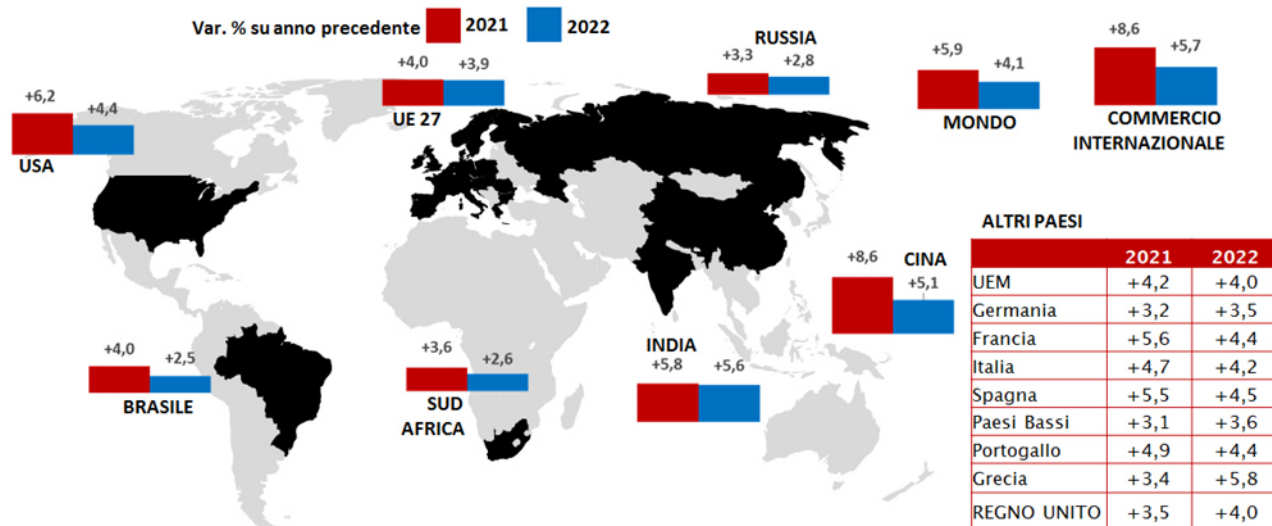 Var. % su anno precedente 2021 2022
+6,2 +4,4
USA
+4,0 +3,9
UE 27
RUSSIA
+3,3 +2,8
+5,9 +4,1
MONDO
+8,6 +5,7
COMMERCIO
INTERNAZIONALE
CINA
+8,6 +5,1
+4,0 +2,5
BRASILE
+3,6 +2,6
SUD
AFRICA
INDIA
+5,8 +5,6
ALTRI PAESI
2021 2022
UEM +4,2 +4,0
Germania +3,2 +3,5
Francia +5,6 +4,4
Italia +4,7 +4,2
Spagna +5,5 +4,5
Paesi Bassi +3,1 +3,6
Portogallo +4,9 +4,4
Grecia +3,4 +5,8
REGNO UNITO +3,5 +4,0